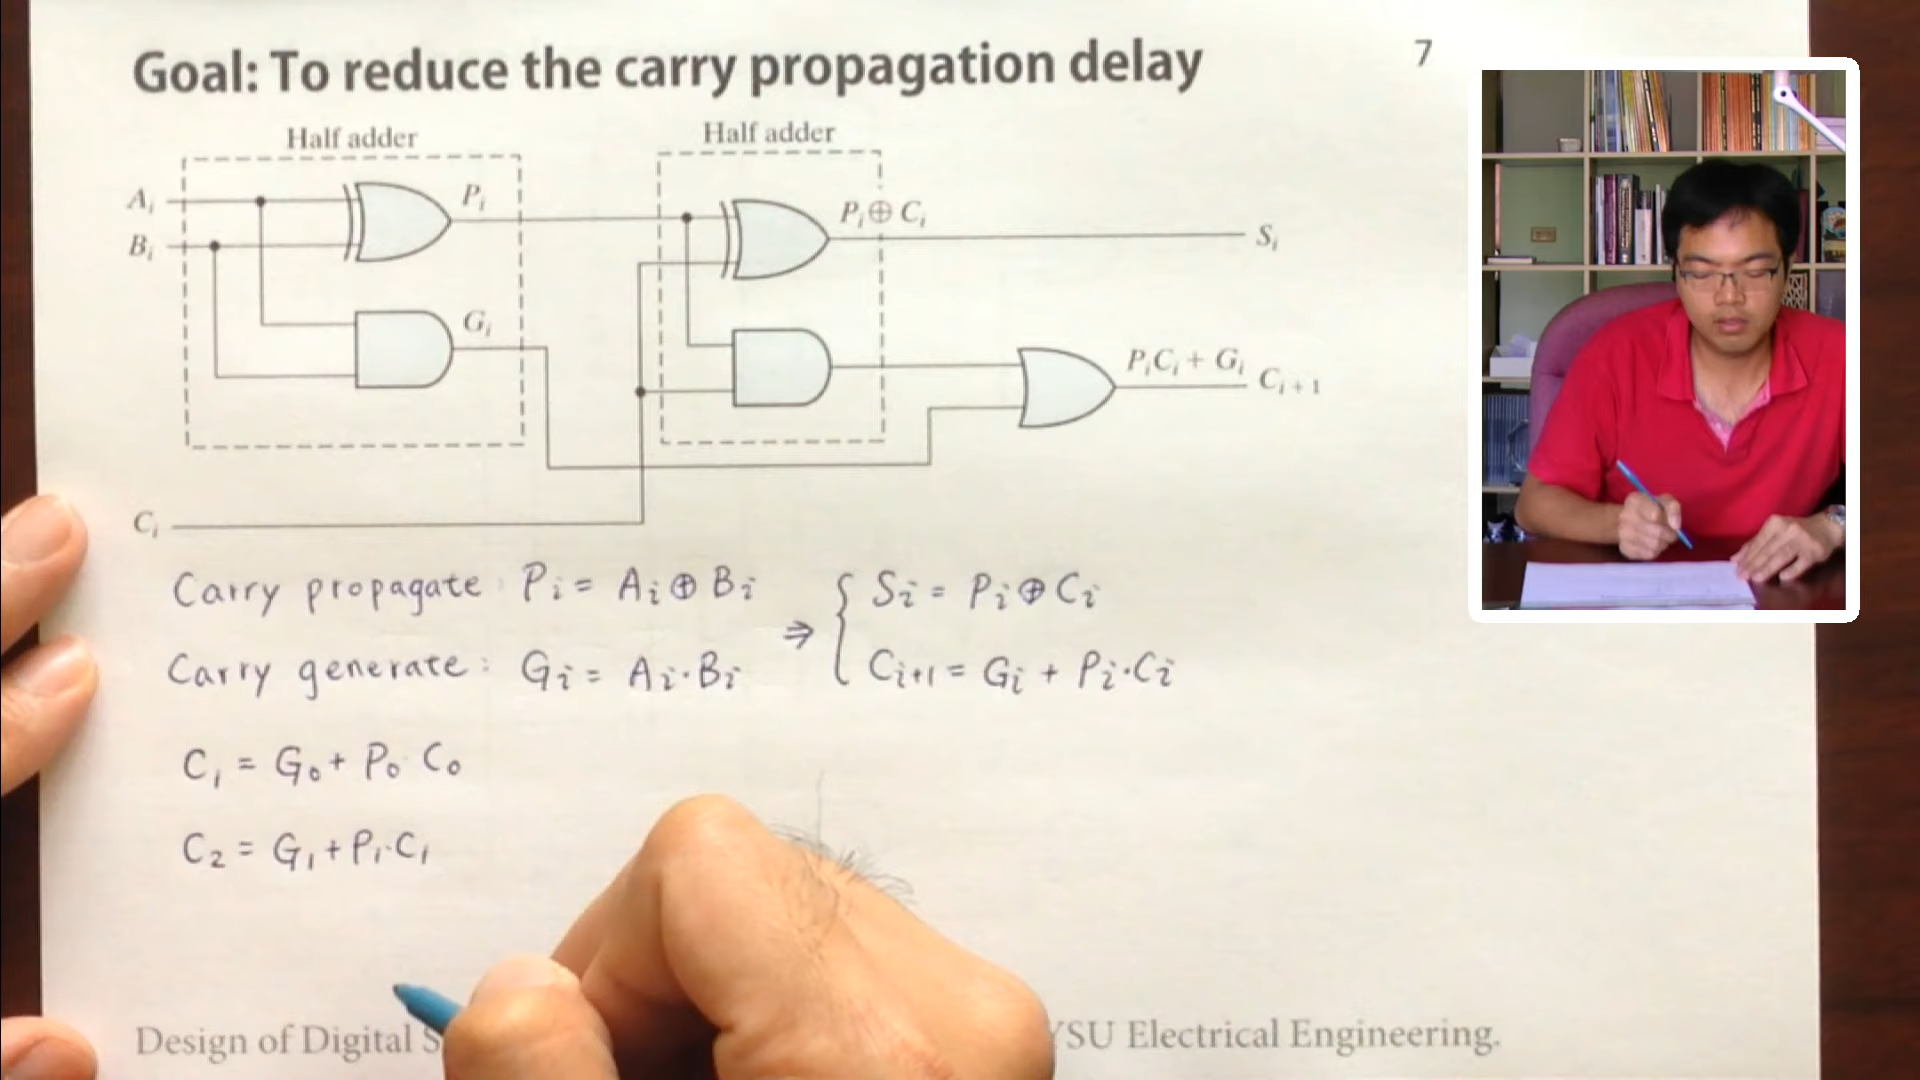 Goal: To reduce the carry propagation delay
7
Half adder
Half adder
Aᵢ
Pᵢ
Pᵢ⊕Cᵢ
Bᵢ
Sᵢ
Gᵢ
PᵢCᵢ + Gᵢ
Cᵢ₊₁
Cᵢ
Carry propagate: Pᵢ = Aᵢ⊕Bᵢ
⇒ { Sᵢ = Pᵢ⊕Cᵢ
Carry generate: Gᵢ = Aᵢ·Bᵢ
Cᵢ₊₁ = Gᵢ + Pᵢ·Cᵢ
C₁ = G₀ + P₀ C₀
C₂ = G₁ + P₁·C₁
Design of Digital
Electrical Engineering.